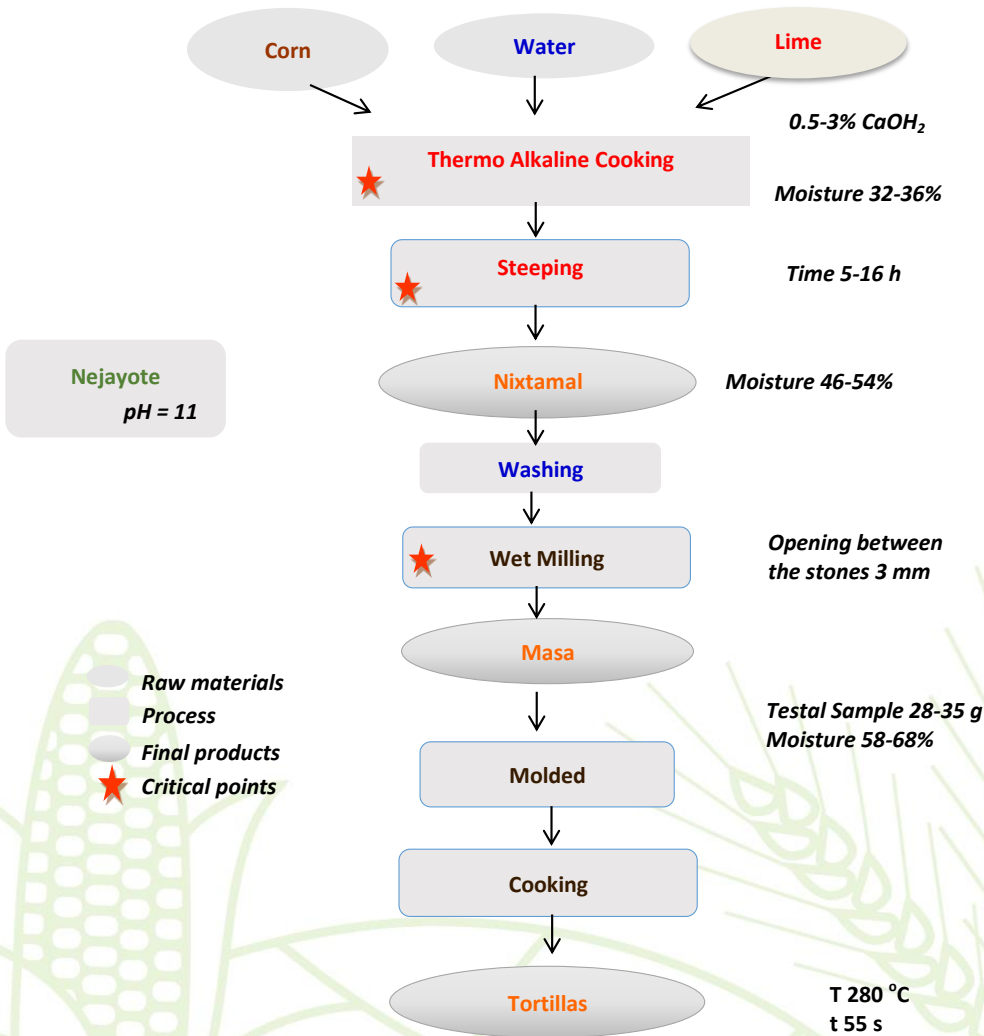 Corn
Water
Lime
0.5-3% CaOH₂
Thermo Alkaline Cooking
Moisture 32-36%
Steeping
Time 5-16 h
Nejayote
pH = 11
Nixtamal
Moisture 46-54%
Washing
Wet Milling
Opening between
the stones 3 mm
Masa
Raw materials
Process
Final products
Critical points
Testal Sample 28-35 g
Moisture 58-68%
Molded
Cooking
Tortillas
T 280 °C
t 55 s